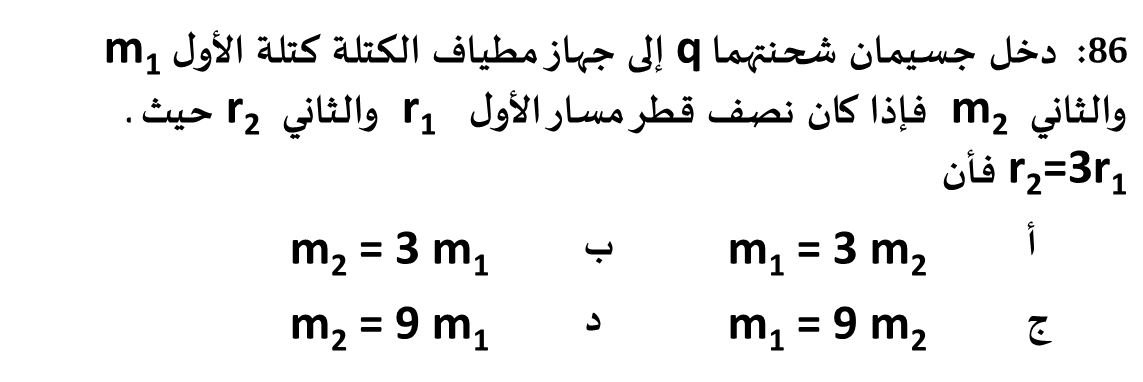 86: دخل جسيمان شحنتهما q إلى جهاز مطياف الكتلة كتلة الأول m₁
والثاني m₂ فإذا كان نصف قطر مسار الأول r₁ والثاني r₂ حيث .
r₂=3r₁ فأن
أ m₁ = 3 m₂ ب m₂ = 3 m₁
ج m₁ = 9 m₂ د m₂ = 9 m₁